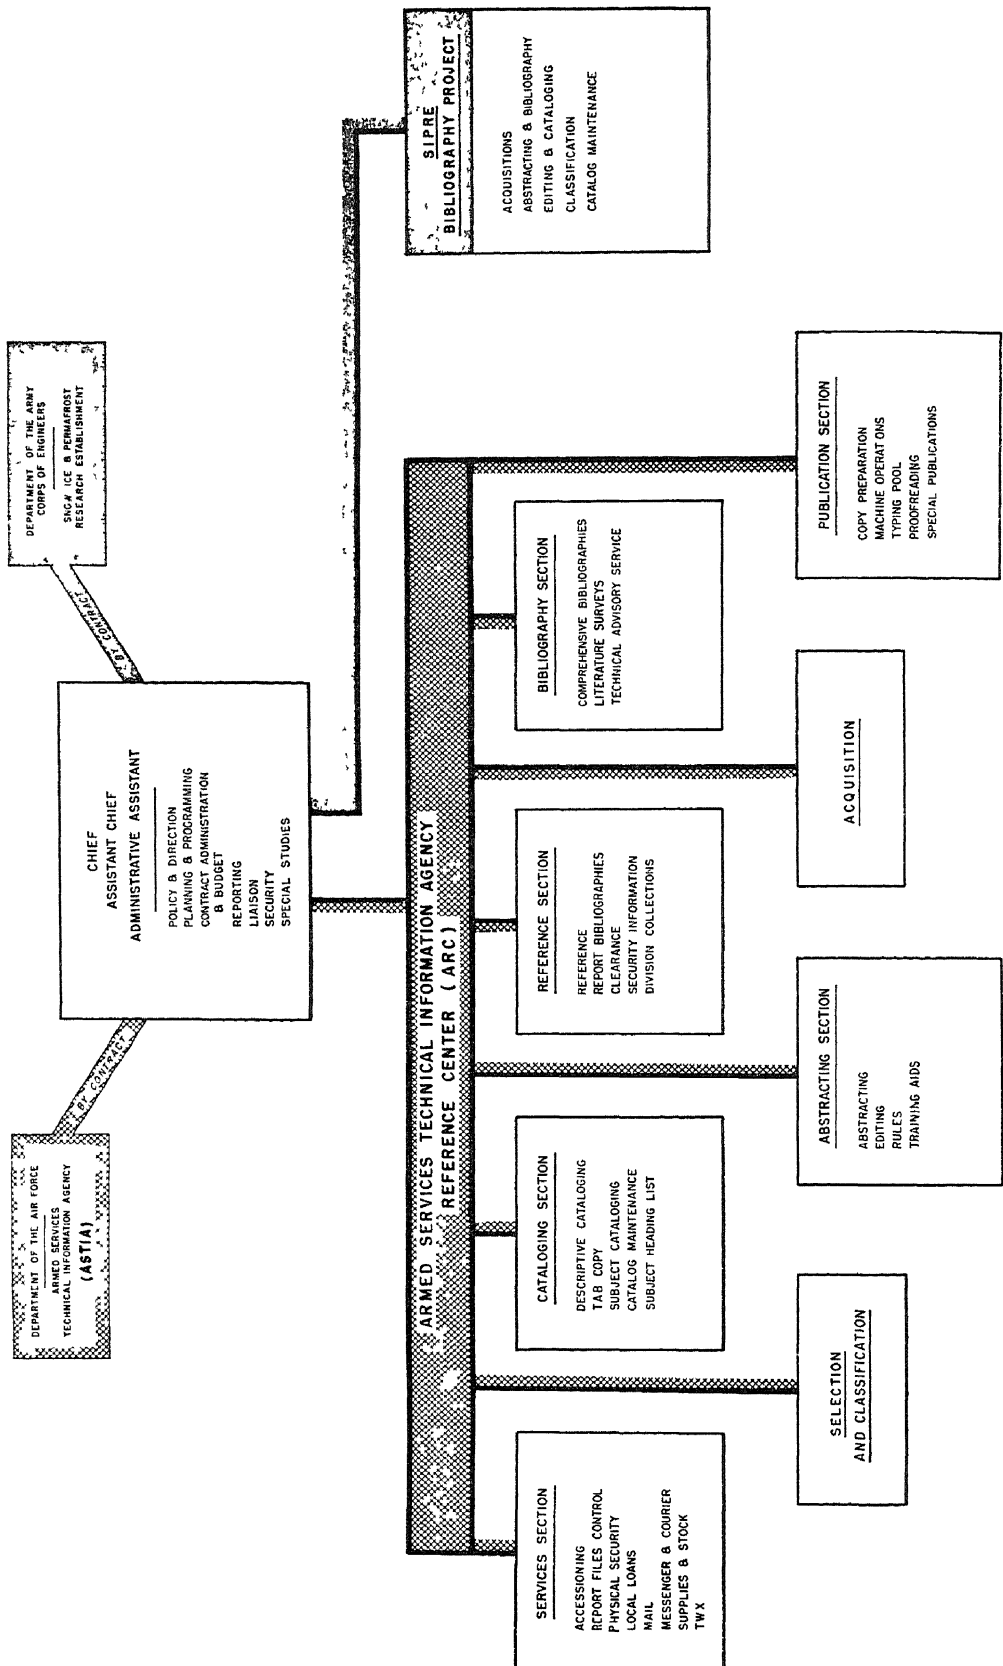 DEPARTMENT OF THE AIR FORCE
ARMED SERVICES
TECHNICAL INFORMATION AGENCY
(ASTIA)
BY CONTRACT
CHIEF
ASSISTANT CHIEF
ADMINISTRATIVE ASSISTANT
POLICY & DIRECTION
PLANNING & PROGRAMMING
CONTRACT ADMINISTRATION
& BUDGET
REPORTING
LIAISON
SECURITY
SPECIAL STUDIES
BY CONTRACT
DEPARTMENT OF THE ARMY
CORPS OF ENGINEERS
SNOW ICE & PERMAFROST
RESEARCH ESTABLISHMENT
ARMED SERVICES TECHNICAL INFORMATION AGENCY
REFERENCE CENTER (ARC)
SIPRE
BIBLIOGRAPHY PROJECT
ACQUISITIONS
ABSTRACTING & BIBLIOGRAPHY
EDITING & CATALOGING
CLASSIFICATION
CATALOG MAINTENANCE
SERVICES SECTION
ACCESSIONING
REPORT FILES CONTROL
PHYSICAL SECURITY
LOCAL LOANS
MAIL
MESSENGER & COURIER
SUPPLIES & STOCK
TWX
CATALOGING SECTION
DESCRIPTIVE CATALOGING
TAB COPY
SUBJECT CATALOGING
CATALOG MAINTENANCE
SUBJECT HEADING LIST
REFERENCE SECTION
REFERENCE
REPORT BIBLIOGRAPHIES
CLEARANCE
SECURITY INFORMATION
DIVISION COLLECTIONS
BIBLIOGRAPHY SECTION
COMPREHENSIVE BIBLIOGRAPHIES
LITERATURE SURVEYS
TECHNICAL ADVISORY SERVICE
SELECTION
AND CLASSIFICATION
ABSTRACTING SECTION
ABSTRACTING
EDITING
RULES
TRAINING AIDS
ACQUISITION
PUBLICATION SECTION
COPY PREPARATION
MACHINE OPERATIONS
TYPING POOL
PROOFREADING
SPECIAL PUBLICATIONS